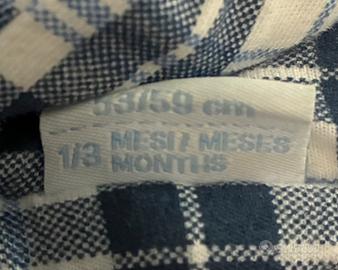 53/59 cm
1/3 MESI / MESES
MONTHS